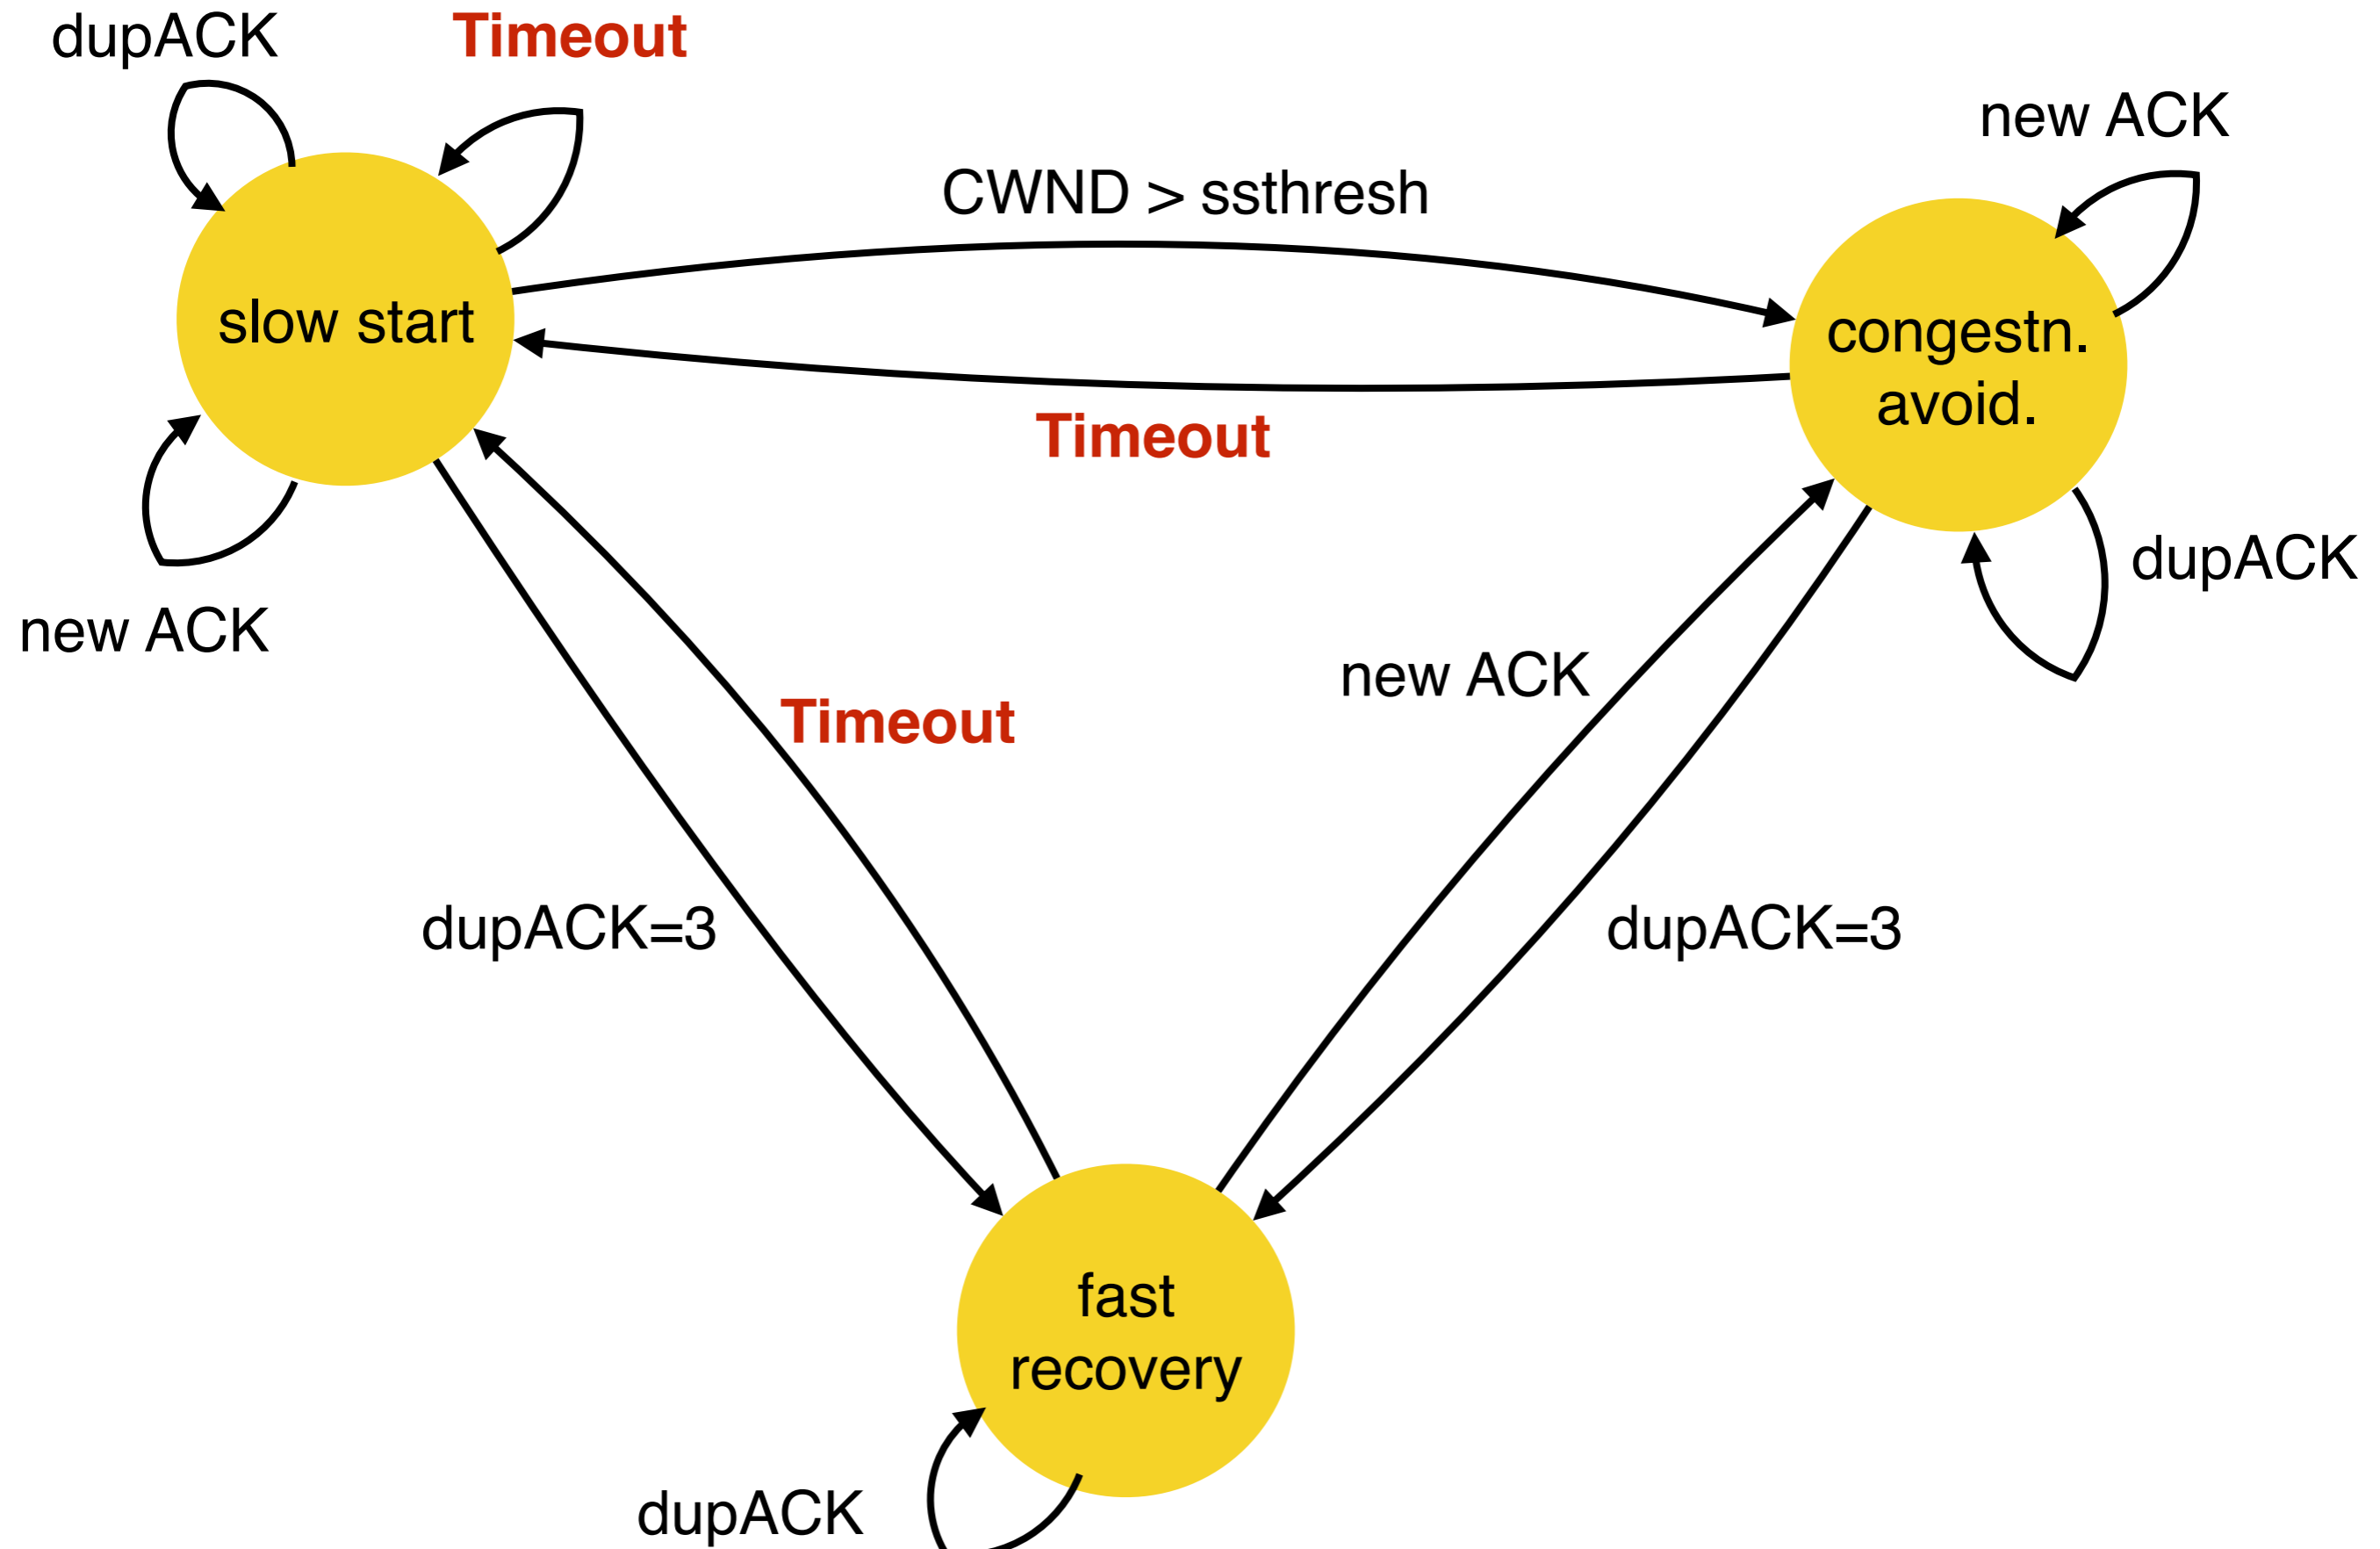 dupACK
Timeout
new ACK
CWND > ssthresh
slow start
congestn.
avoid.
Timeout
dupACK
new ACK
new ACK
Timeout
dupACK=3
dupACK=3
fast
recovery
dupACK